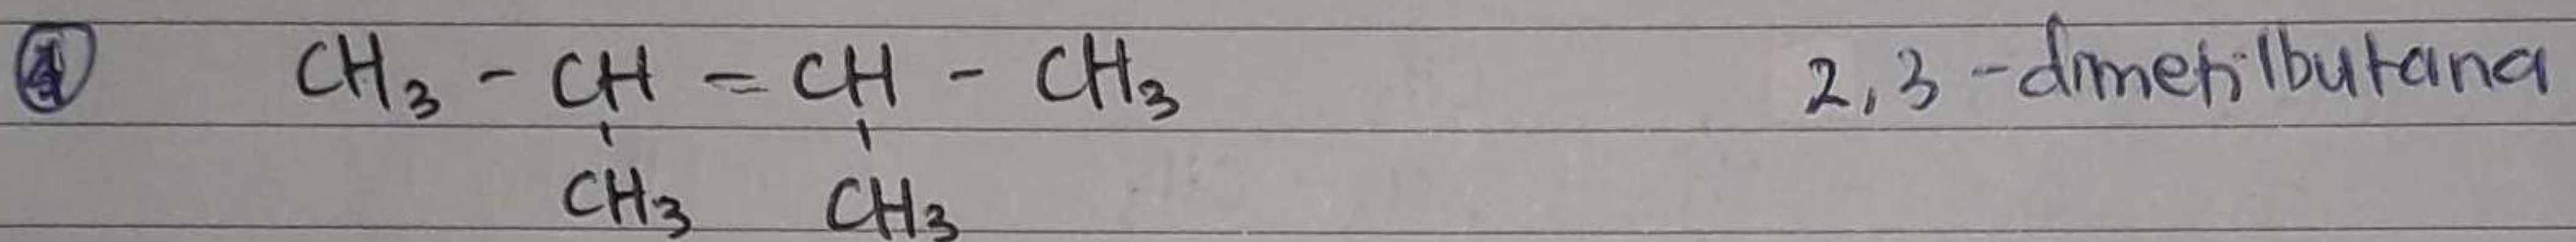 ④ CH₃ - CH = CH - CH₃ 2,3 - dimetilbutana
CH₃ CH₃